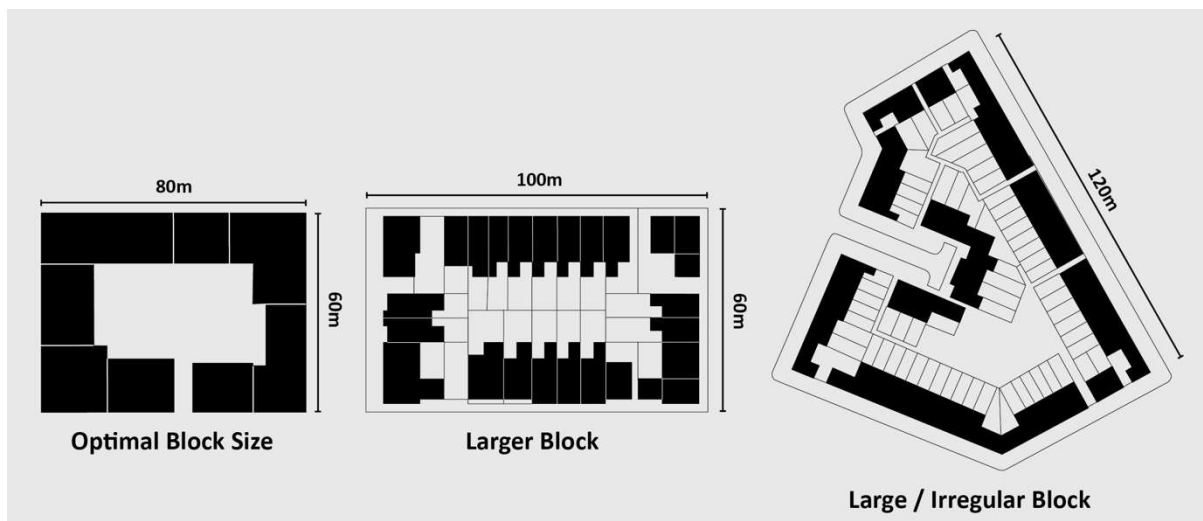 80m
60m
Optimal Block Size
100m
60m
Larger Block
120m
Large / Irregular Block